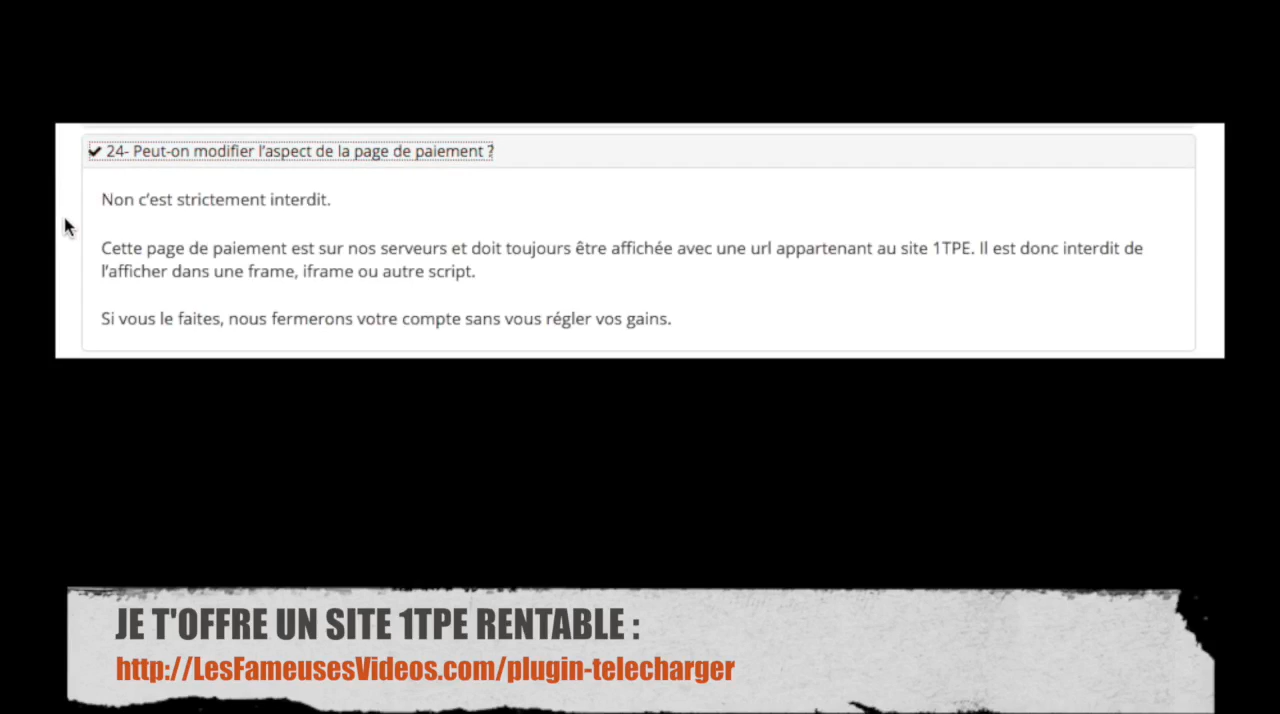 ✔ 24- Peut-on modifier l’aspect de la page de paiement ?
Non c’est strictement interdit.
Cette page de paiement est sur nos serveurs et doit toujours être affichée avec une url appartenant au site 1TPE. Il est donc interdit de
l’afficher dans une frame, iframe ou autre script.
Si vous le faites, nous fermerons votre compte sans vous régler vos gains.
JE T'OFFRE UN SITE 1TPE RENTABLE :
http://LesFameusesVideos.com/plugin-telecharger